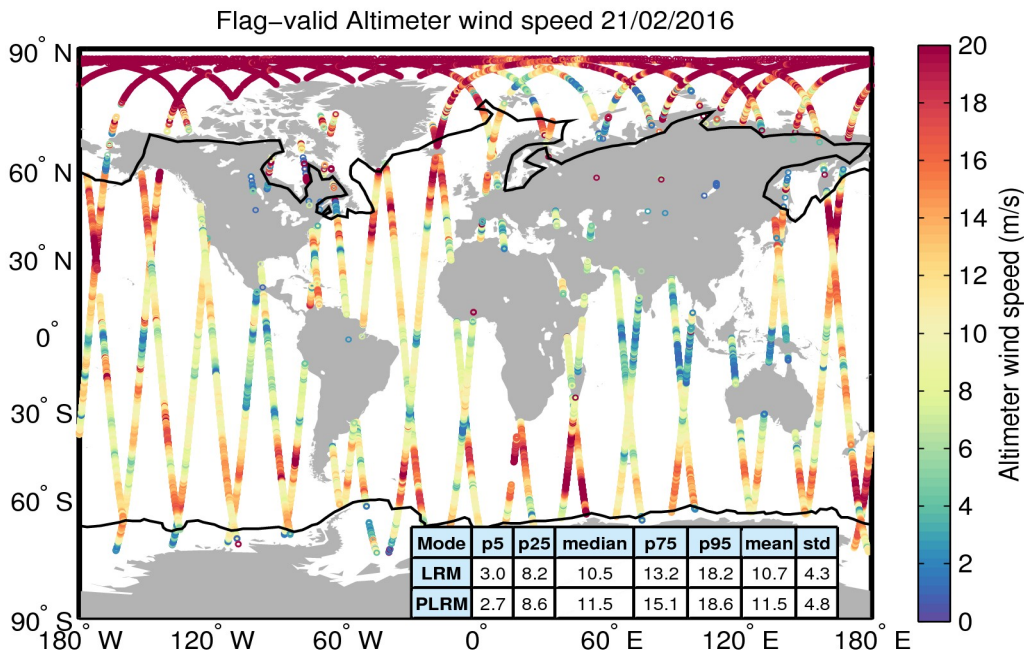 Flag−valid Altimeter wind speed 21/02/2016
90° N
60° N
30° N
0°
30° S
60° S
90° S
180° W
120° W
60° W
0°
60° E
120° E
180° E
Mode p5 p25 median p75 p95 mean std
LRM 3.0 8.2 10.5 13.2 18.2 10.7 4.3
PLRM 2.7 8.6 11.5 15.1 18.6 11.5 4.8
20
18
16
14
12
10
8
6
4
2
0
Altimeter wind speed (m/s)